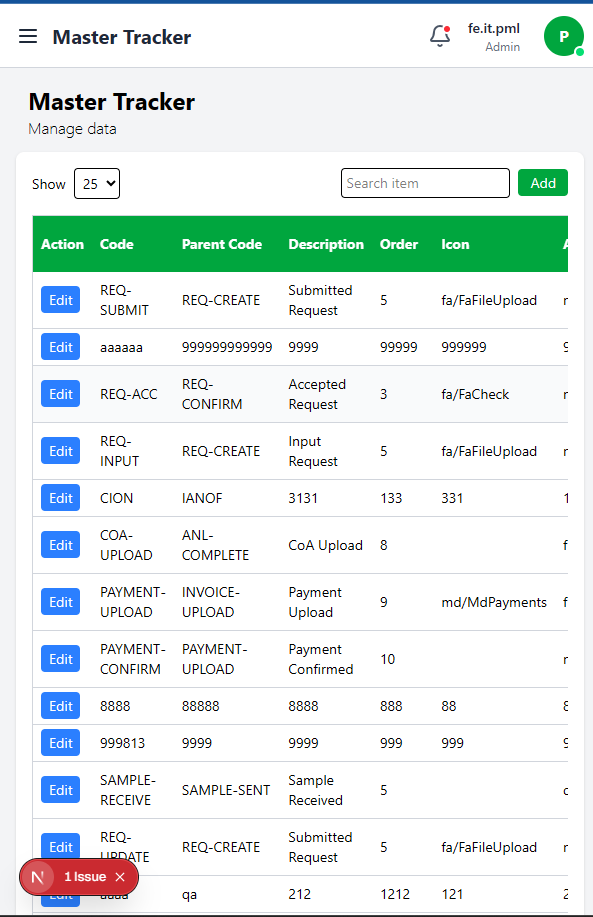 Master Tracker
fe.it.pml
Admin
P
Master Tracker
Manage data
Show 25
Search item
Add
Action Code Parent Code Description Order Icon
Edit REQ-SUBMIT REQ-CREATE Submitted Request 5 fa/FaFileUpload
Edit aaaaaa 999999999999 9999 99999 999999
Edit REQ-ACC REQ-CONFIRM Accepted Request 3 fa/FaCheck
Edit REQ-INPUT REQ-CREATE Input Request 5 fa/FaFileUpload
Edit CION IANOF 3131 133 331
Edit COA-UPLOAD ANL-COMPLETE CoA Upload 8
Edit PAYMENT-UPLOAD INVOICE-UPLOAD Payment Upload 9 md/MdPayments
Edit PAYMENT-CONFIRM PAYMENT-UPLOAD Payment Confirmed 10
Edit 8888 88888 8888 888 88
Edit 999813 9999 9999 999 999
Edit SAMPLE-RECEIVE SAMPLE-SENT Sample Received 5
Edit REQ-UPDATE REQ-CREATE Submitted Request 5 fa/FaFileUpload
Edit aaaa qa 212 1212 121
N 1 Issue